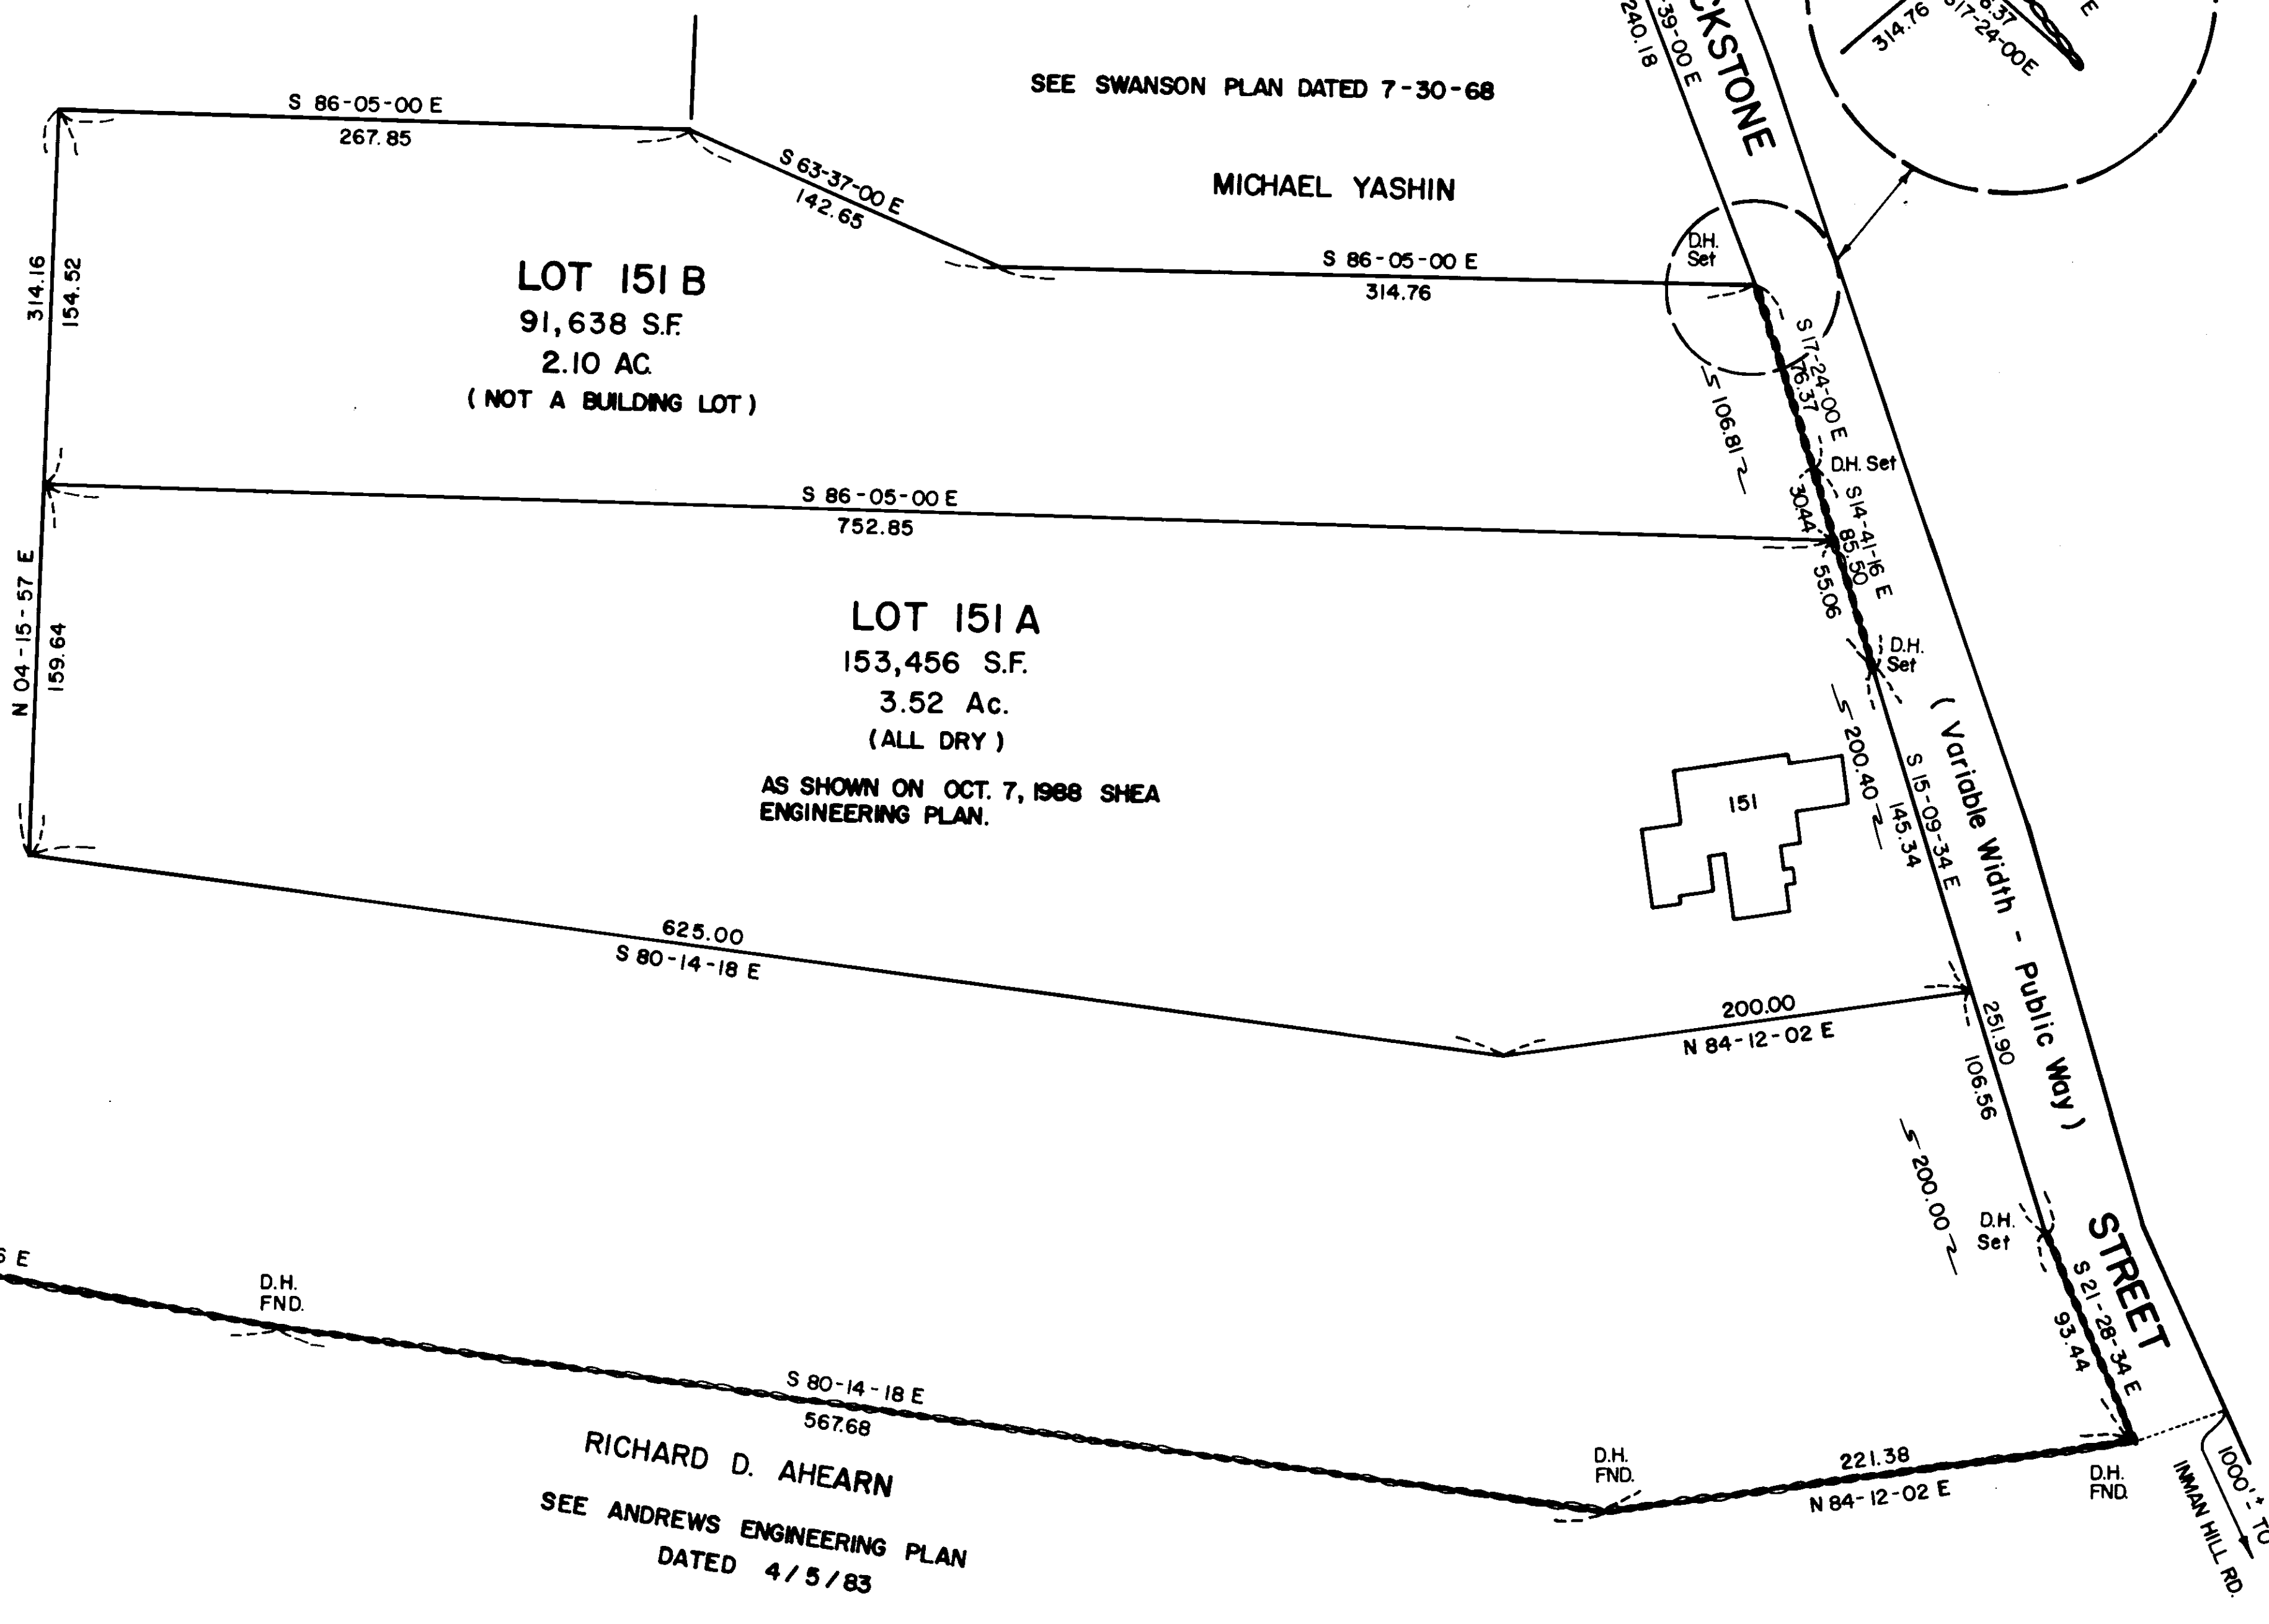 S 86-05-00 E
267.85
SEE SWANSON PLAN DATED 7-30-68
-39-00 E
240.18
CKSTONE
314.76
6.37
S17-24-00E
E
S 63-37-00 E
142.65
MICHAEL YASHIN
D.H.
Set
S 86-05-00 E
314.76
314.16
154.52
LOT 151 B
91,638 S.F.
2.10 AC.
( NOT A BUILDING LOT )
S 17-24-00 E
76.37
106.81
D.H. Set
S 86-05-00 E
752.85
30.44
S14-41-16 E
85.50
55.06
N 04-15-57 E
159.64
LOT 151 A
153,456 S.F.
3.52 Ac.
(ALL DRY )
AS SHOWN ON OCT. 7, 1988 SHEA
ENGINEERING PLAN.
D.H.
Set
200.40
S 15-09-34 E
145.34
151
( Variable Width - Public Way )
625.00
S 80-14-18 E
200.00
N 84-12-02 E
251.90
106.56
200.00
D.H.
Set
STREET
S 21-28-34 E
93.44
6 E
D.H.
FND.
S 80-14-18 E
567.68
RICHARD D. AHEARN
SEE ANDREWS ENGINEERING PLAN
DATED 4/5/83
D.H.
FND.
221.38
N 84-12-02 E
D.H.
FND.
1000'± TO
INMAN HILL RD.